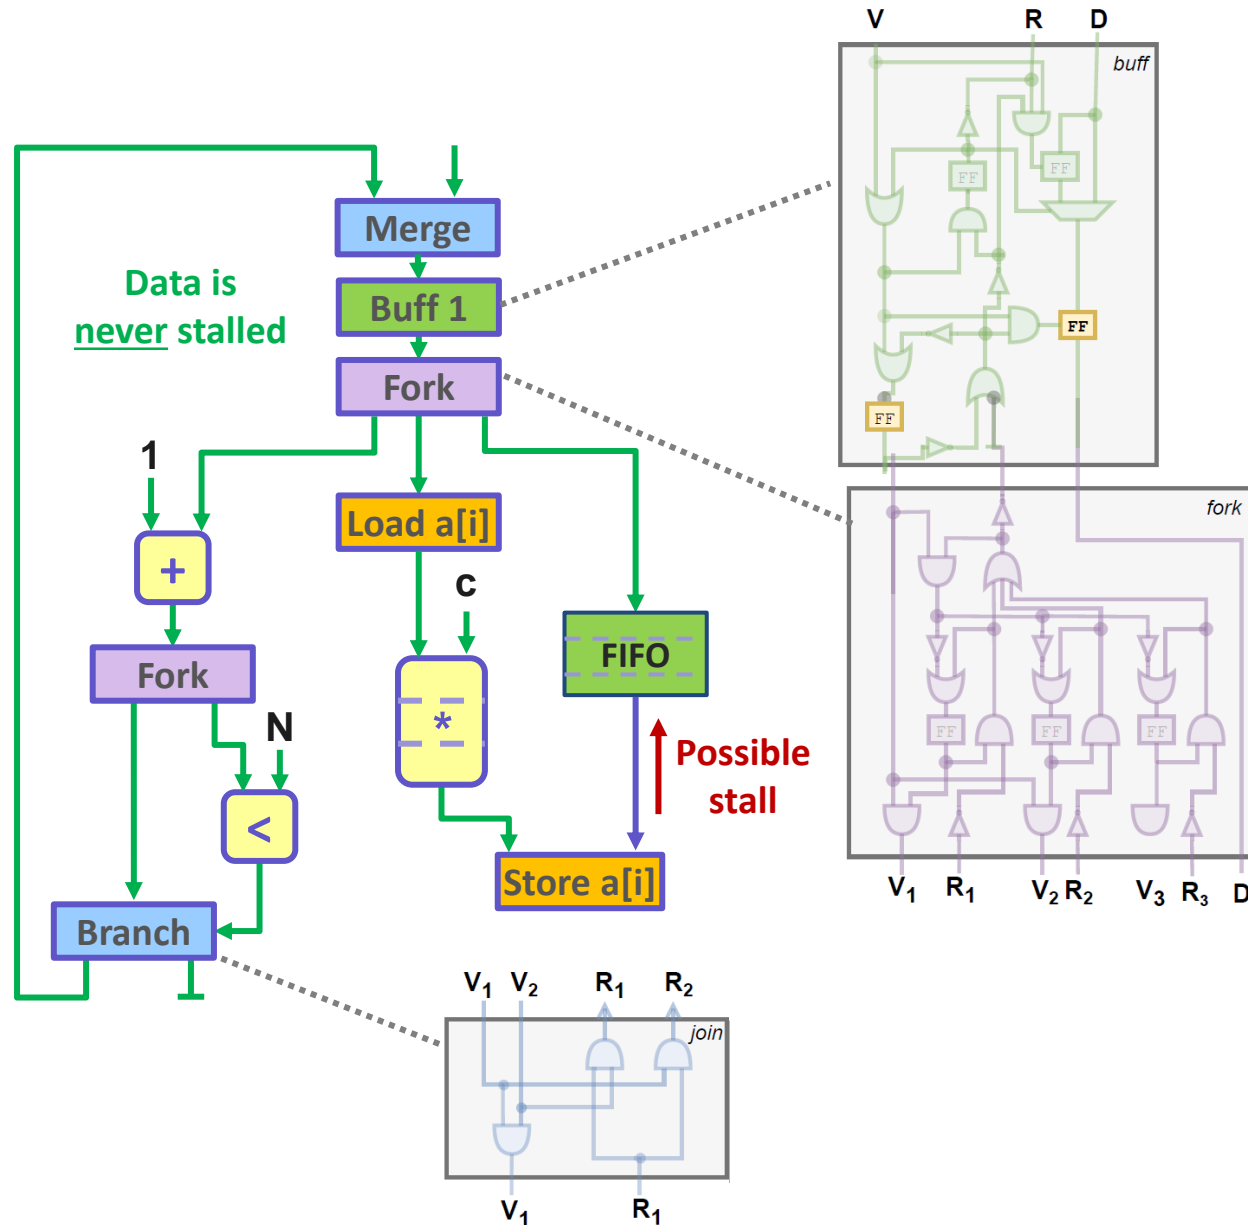 V R D
buff
FF
FF
FF
FF
Merge
Data is
never stalled
Buff 1
Fork
1
Load a[i]
+
c
FIFO
Fork
*
N
Possible
stall
<
Store a[i]
Branch
fork
FF FF FF
V1 R1 V2 R2 V3 R3 D
V1 V2 R1 R2
join
V1 R1